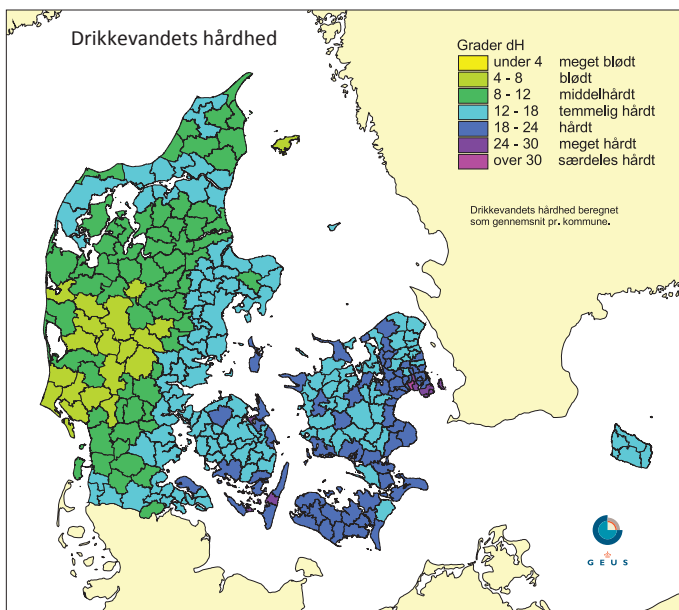 Drikkevandets hårdhed
Grader dH
under 4 meget blødt
4 - 8 blødt
8 - 12 middelhårdt
12 - 18 temmelig hårdt
18 - 24 hårdt
24 - 30 meget hårdt
over 30 særdeles hårdt
Drikkevandets hårdhed beregnet
som gennemsnit pr. kommune.
G E U S